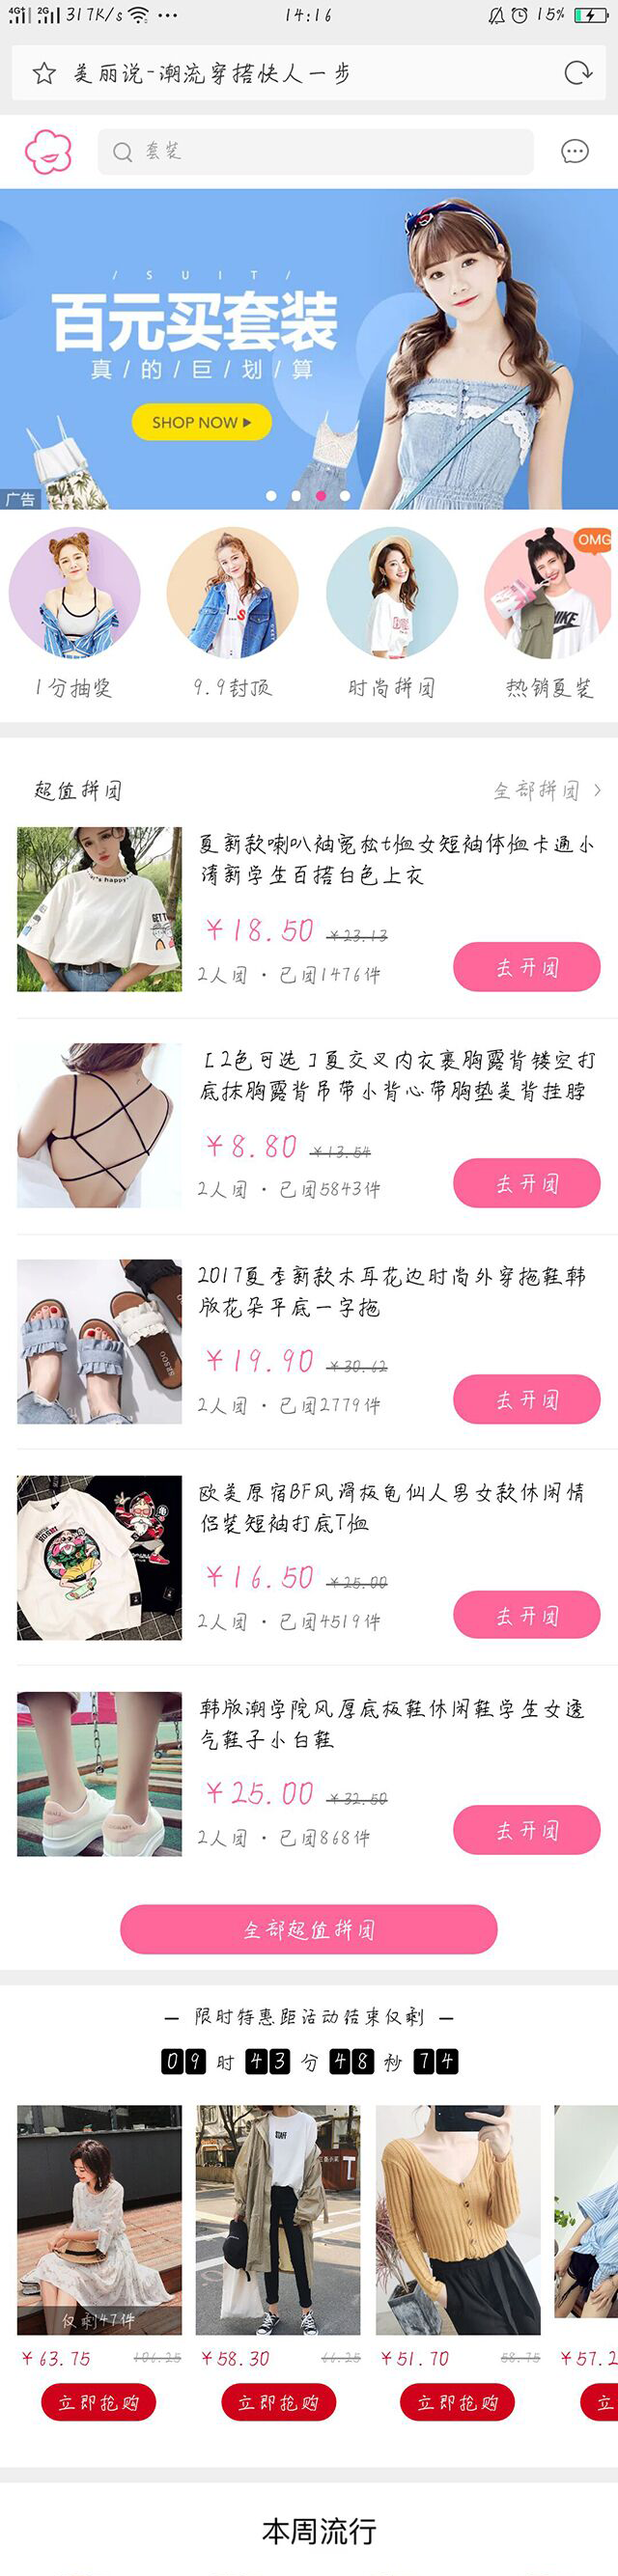 4G+ 2G 317K/s ••• 14:16 15%
美丽说-潮流穿搭快人一步
套装
/ SUIT /
百元买套装
真/的/巨/划/算
SHOP NOW
广告
OMG
1分抽奖 9.9封顶 时尚拼团 热销夏装
超值拼团 全部拼团 >
夏新款喇叭袖宽松t恤女短袖体恤卡通小
清新学生百搭白色上衣
¥18.50 ¥23.13
2人团 · 已团1476件
去开团
[2色可选]夏交叉内衣裹胸露背镂空打
底抹胸露背吊带小背心带胸垫美背挂脖
¥8.80 ¥13.54
2人团 · 已团5843件
去开团
2017夏季新款木耳花边时尚外穿拖鞋韩
版花朵平底一字拖
¥19.90 ¥30.62
2人团 · 已团2779件
去开团
欧美原宿BF风滑板龟仙人男女款休闲情
侣装短袖打底T恤
¥16.50 ¥25.00
2人团 · 已团4519件
去开团
韩版潮学院风厚底板鞋休闲鞋学生女透
气鞋子小白鞋
¥25.00 ¥32.50
2人团 · 已团868件
去开团
全部超值拼团
— 限时特惠距活动结束仅剩 —
09 时 43 分 48 秒 74
仅剩47件
¥63.75 106.25 ¥58.30 66.25 ¥51.70 58.75 ¥57.2
立即抢购 立即抢购 立即抢购 立
本周流行